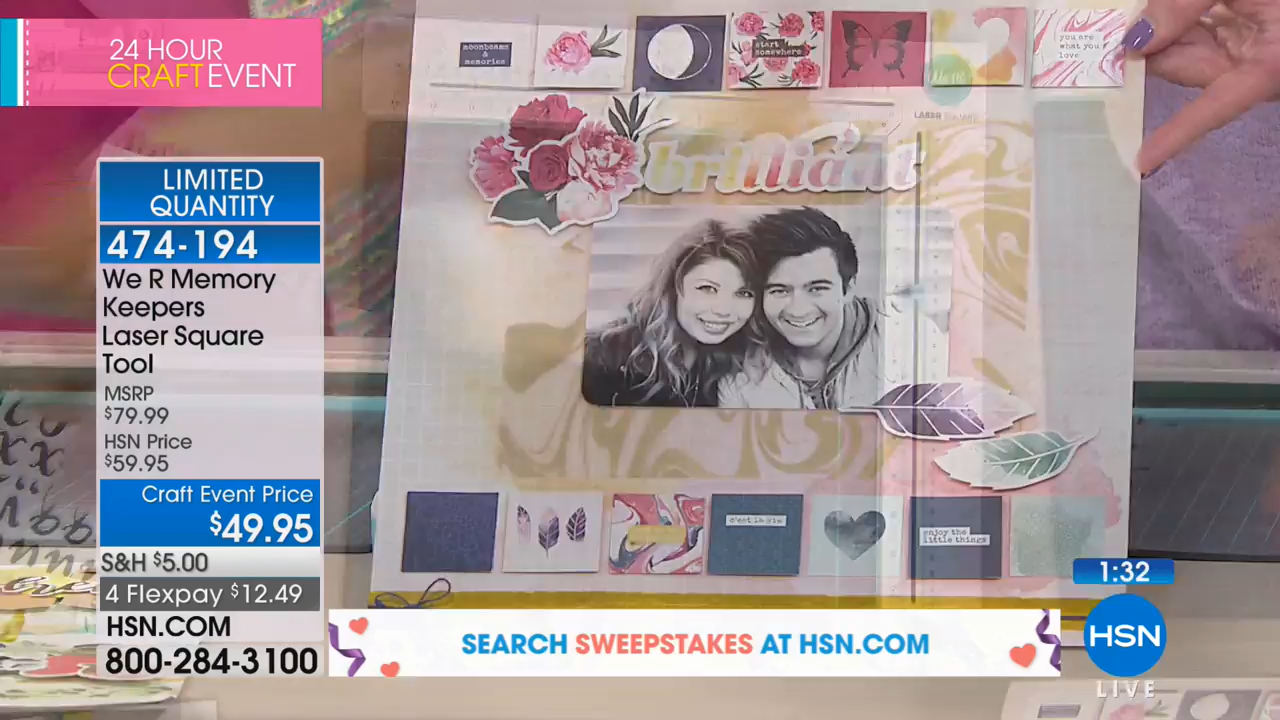 24 HOUR
CRAFT EVENT
LIMITED
QUANTITY
474-194
We R Memory
Keepers
Laser Square
Tool
MSRP
$79.99
HSN Price
$59.95
Craft Event Price
$49.95
S&H $5.00
4 Flexpay $12.49
HSN.COM
800-284-3100
moonbeams
&
memories
start
somewhere
you are
what you
love
LASER
brilliant
c'est la vie
enjoy the
little things
1:32
SEARCH SWEEPSTAKES AT HSN.COM
HSN
LIVE